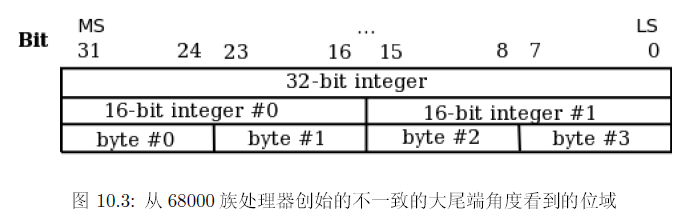 MS ... LS
Bit
31 24 23 16 15 8 7 0
32-bit integer
16-bit integer #0 16-bit integer #1
byte #0 byte #1 byte #2 byte #3
图 10.3: 从 68000 族处理器创始的不一致的大尾端角度看到的位域